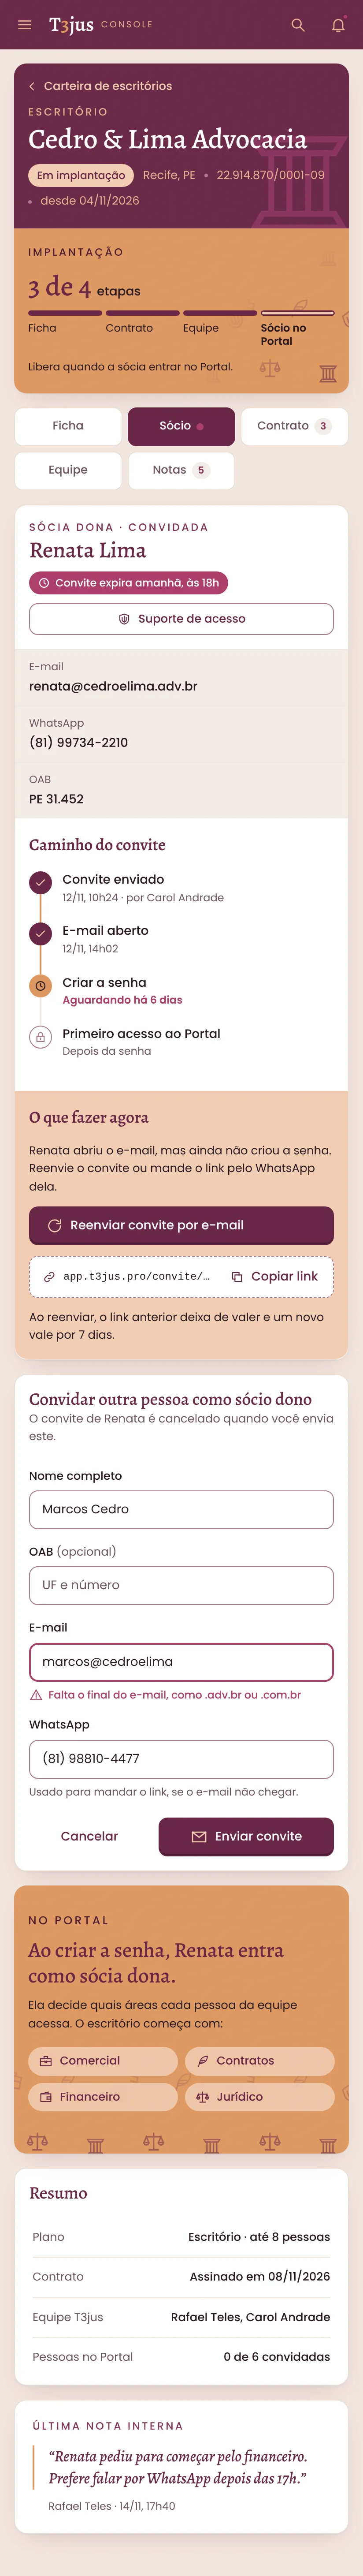 T3jus CONSOLE
Carteira de escritórios
ESCRITÓRIO
Cedro & Lima Advocacia
Em implantação Recife, PE • 22.914.870/0001-09
• desde 04/11/2026
IMPLANTAÇÃO
3 de 4 etapas
Ficha Contrato Equipe Sócio no
Portal
Libera quando a sócia entrar no Portal.
Ficha Sócio Contrato 3
Equipe Notas 5
SÓCIA DONA · CONVIDADA
Renata Lima
Convite expira amanhã, às 18h
Suporte de acesso
E-mail
renata@cedroelima.adv.br
WhatsApp
(81) 99734-2210
OAB
PE 31.452
Caminho do convite
Convite enviado
12/11, 10h24 · por Carol Andrade
E-mail aberto
12/11, 14h02
Criar a senha
Aguardando há 6 dias
Primeiro acesso ao Portal
Depois da senha
O que fazer agora
Renata abriu o e-mail, mas ainda não criou a senha.
Reenvie o convite ou mande o link pelo WhatsApp
dela.
Reenviar convite por e-mail
app.t3jus.pro/convite/… Copiar link
Ao reenviar, o link anterior deixa de valer e um novo
vale por 7 dias.
Convidar outra pessoa como sócio dono
O convite de Renata é cancelado quando você envia
este.
Nome completo
Marcos Cedro
OAB (opcional)
UF e número
E-mail
marcos@cedroelima
Falta o final do e-mail, como .adv.br ou .com.br
WhatsApp
(81) 98810-4477
Usado para mandar o link, se o e-mail não chegar.
Cancelar Enviar convite
NO PORTAL
Ao criar a senha, Renata entra
como sócia dona.
Ela decide quais áreas cada pessoa da equipe
acessa. O escritório começa com:
Comercial Contratos
Financeiro Jurídico
Resumo
Plano Escritório · até 8 pessoas
Contrato Assinado em 08/11/2026
Equipe T3jus Rafael Teles, Carol Andrade
Pessoas no Portal 0 de 6 convidadas
ÚLTIMA NOTA INTERNA
“Renata pediu para começar pelo financeiro.
Prefere falar por WhatsApp depois das 17h.”
Rafael Teles · 14/11, 17h40